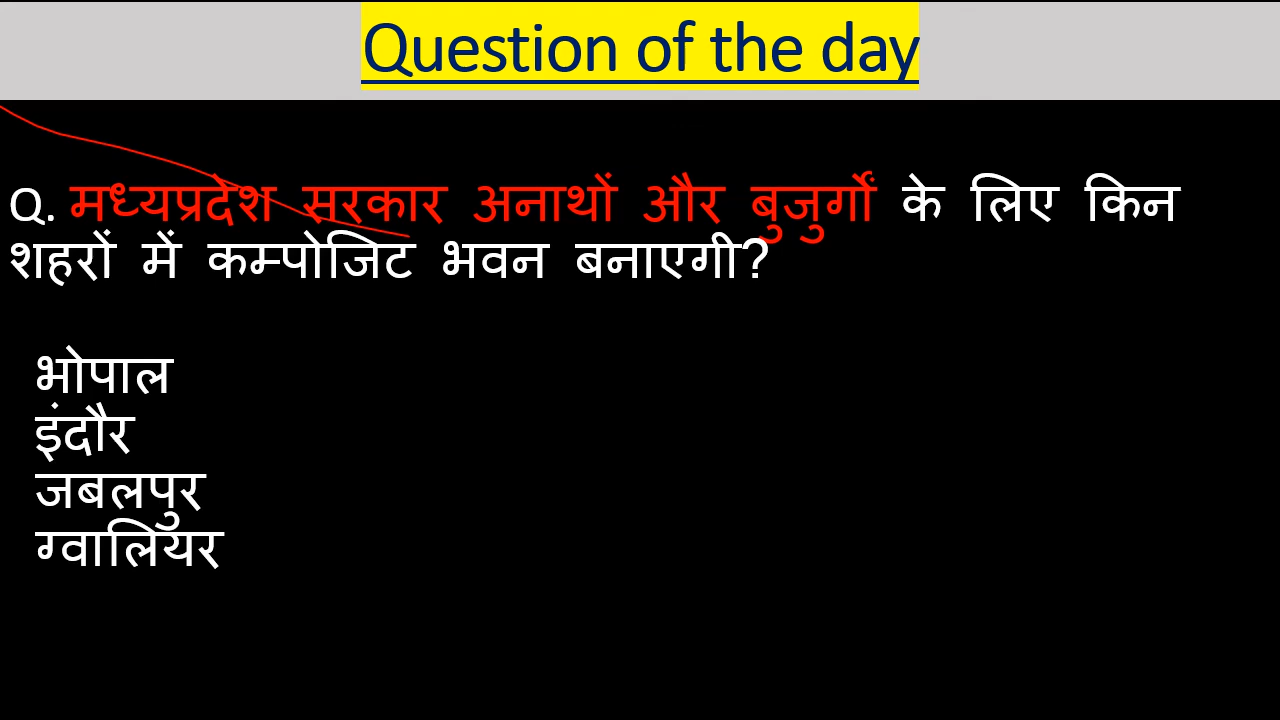 Question of the day
Q. मध्यप्रदेश सरकार अनाथों और बुजुर्गों के लिए किन
शहरों में कम्पोजिट भवन बनाएगी?
भोपाल
इंदौर
जबलपुर
ग्वालियर